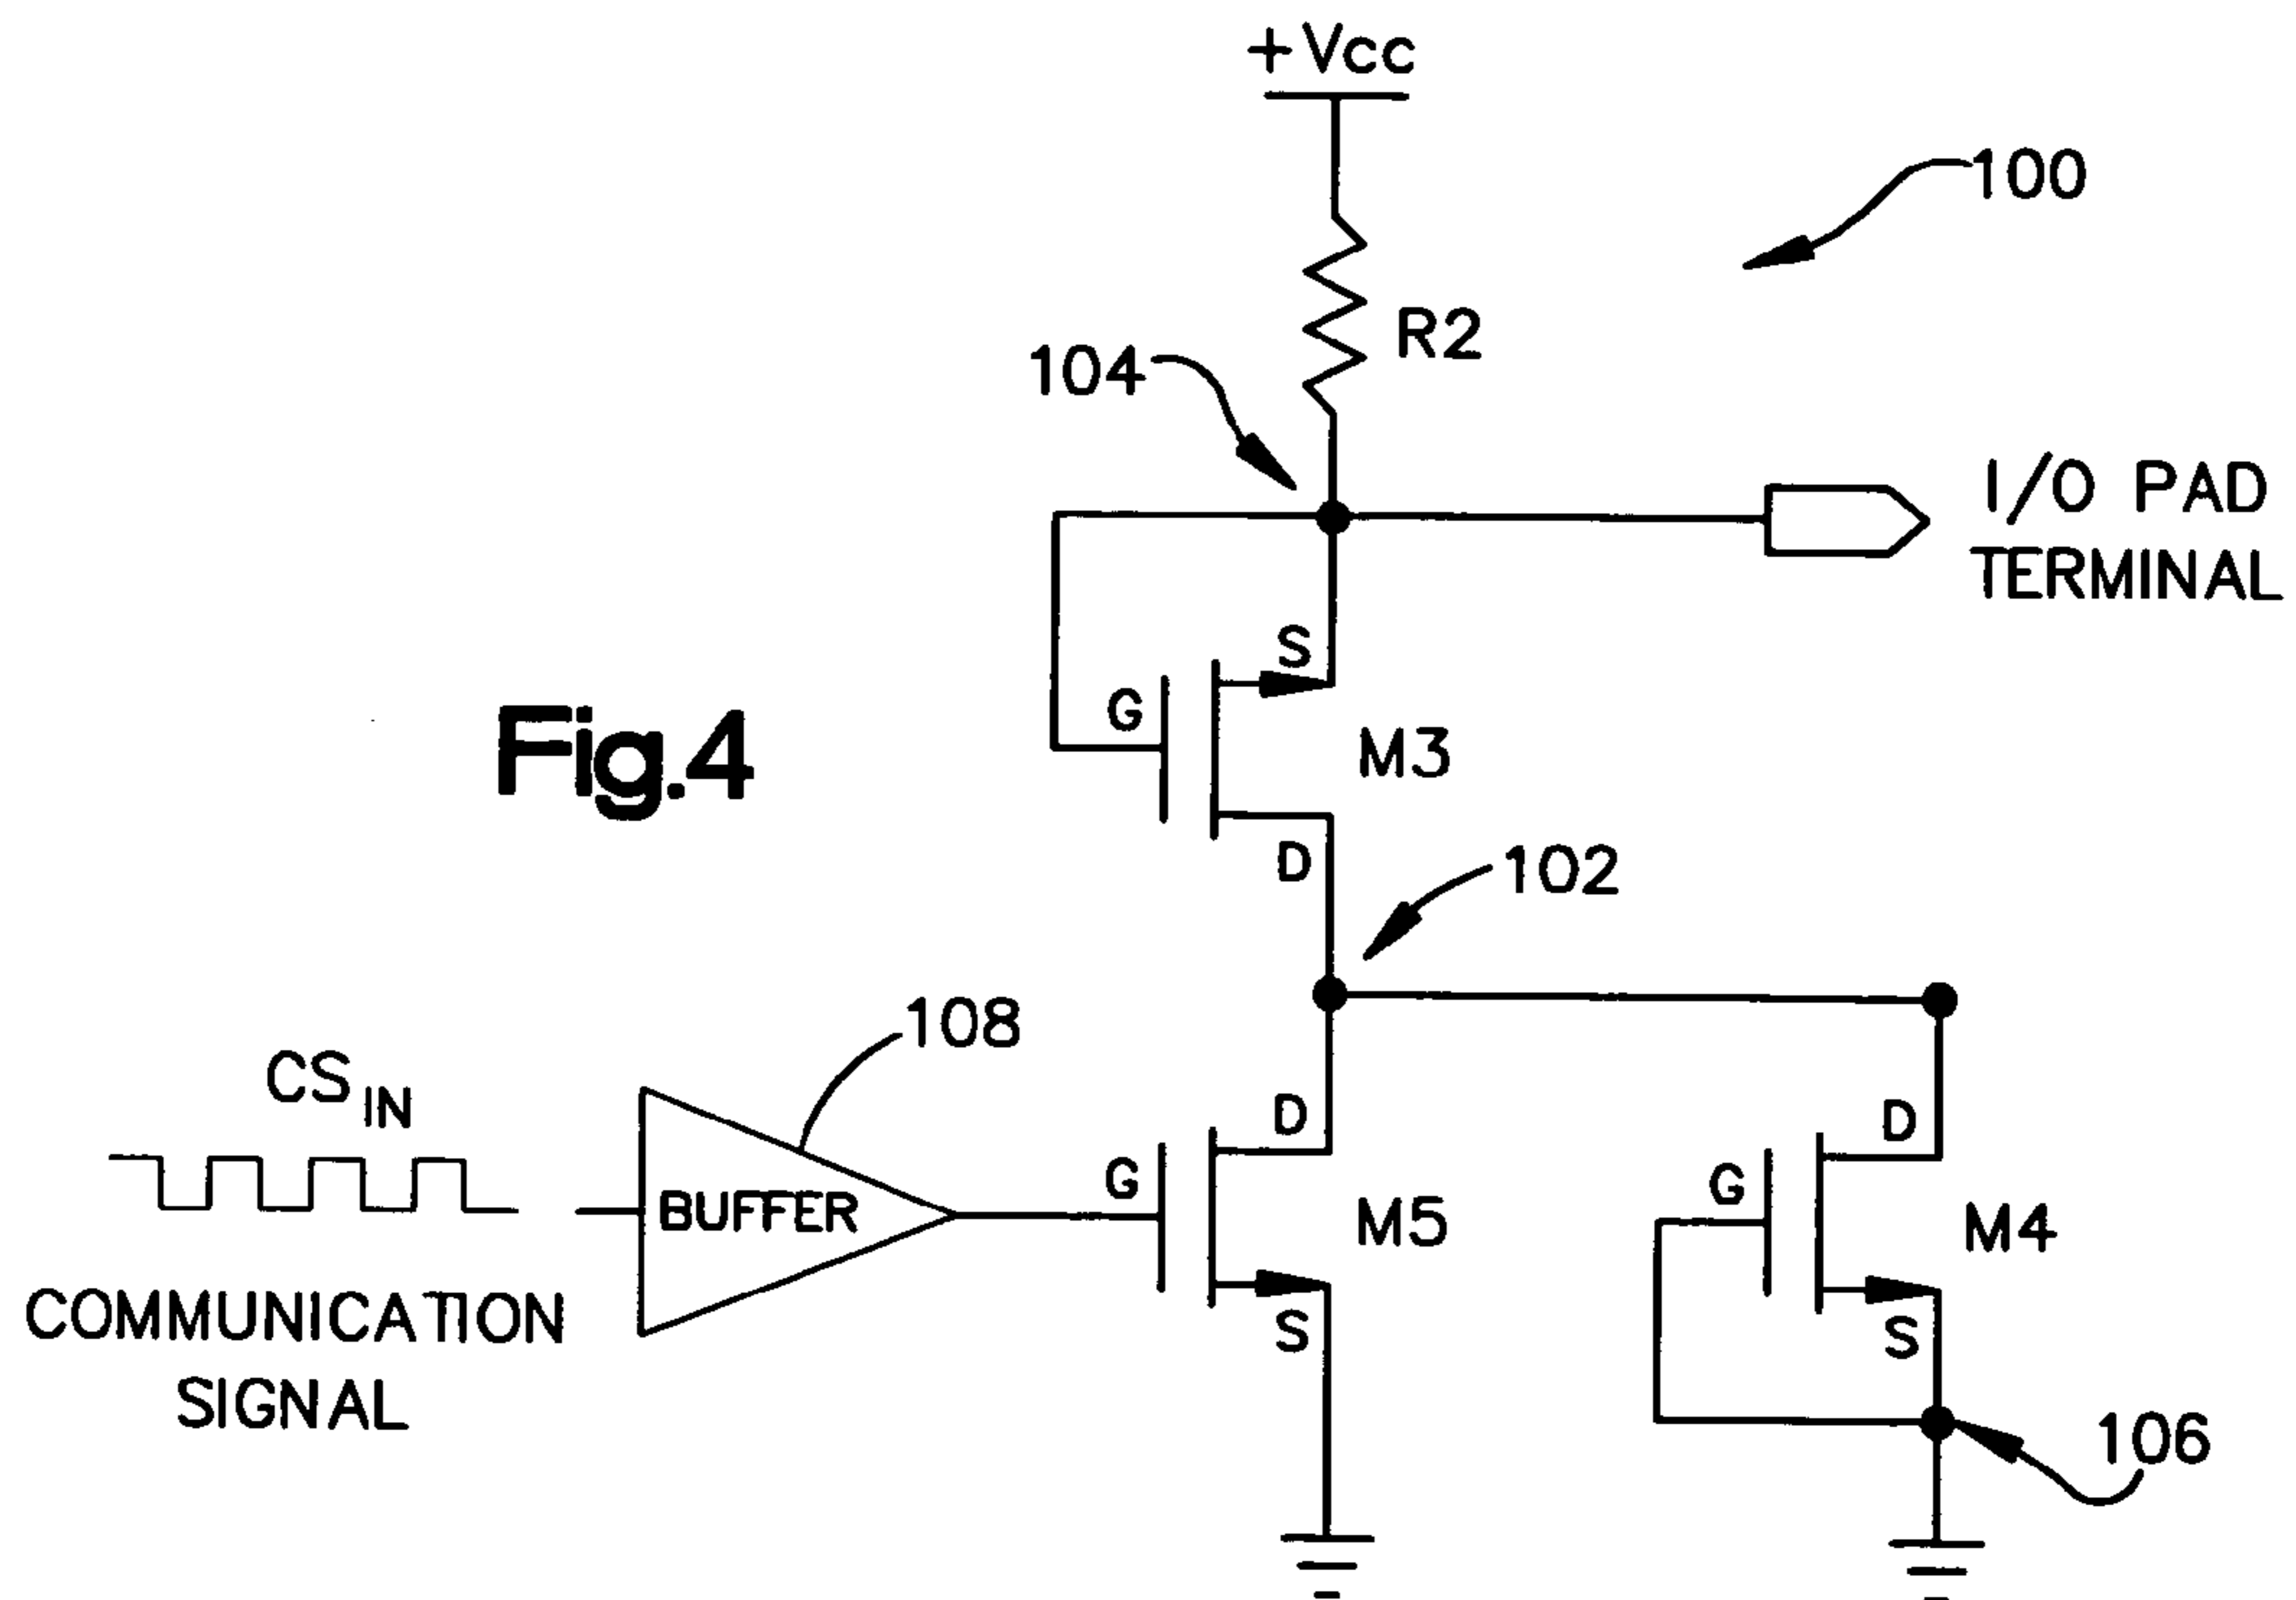 +Vcc
100
R2
104
I/O PAD
TERMINAL
S
G
M3
Fig.4
D
102
108
CS IN
D
D
G
G
BUFFER
M5
M4
COMMUNICATION
SIGNAL
S
S
106